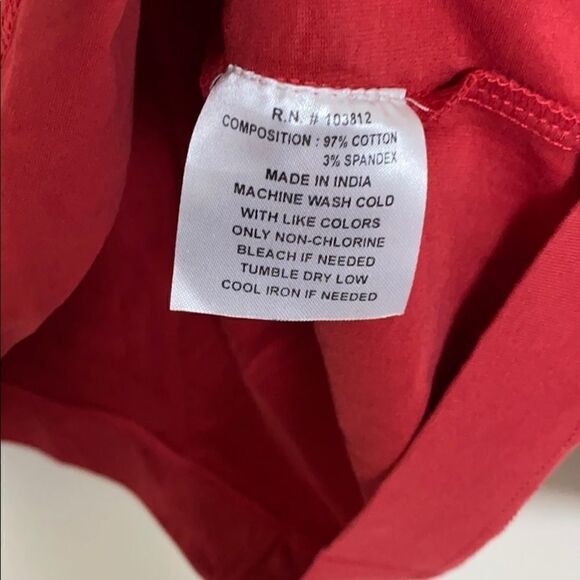 R.N. # 103812
COMPOSITION : 97% COTTON
3% SPANDEX
MADE IN INDIA
MACHINE WASH COLD
WITH LIKE COLORS
ONLY NON-CHLORINE
BLEACH IF NEEDED
TUMBLE DRY LOW
COOL IRON IF NEEDED